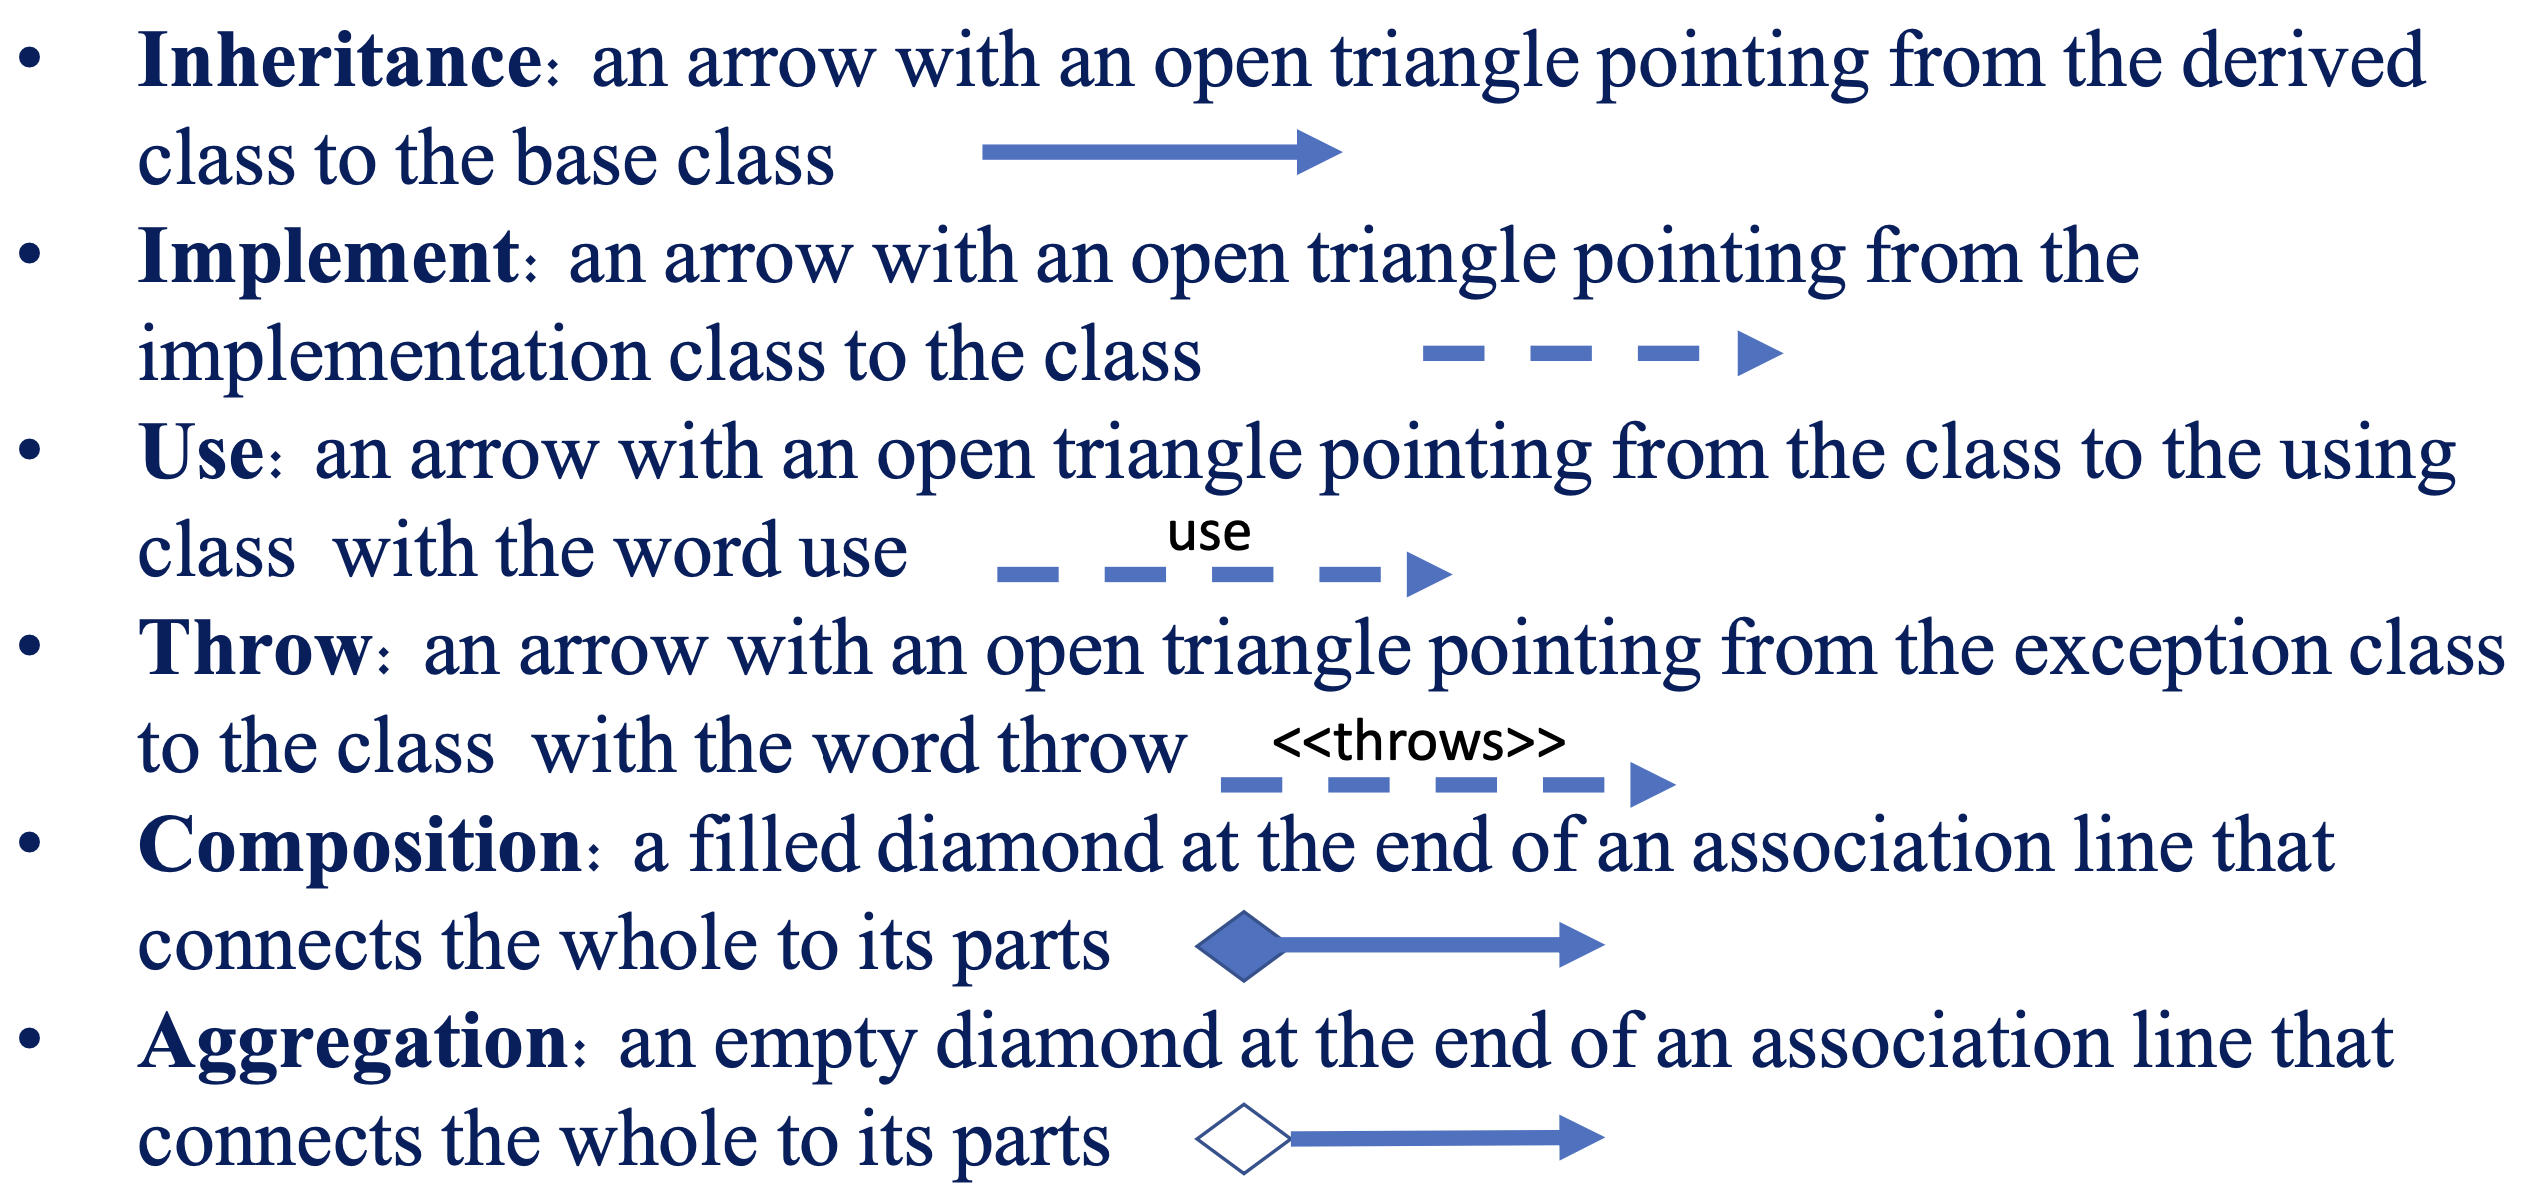 • Inheritance: an arrow with an open triangle pointing from the derived
class to the base class
• Implement: an arrow with an open triangle pointing from the
implementation class to the class
• Use: an arrow with an open triangle pointing from the class to the using
class with the word use
use
• Throw: an arrow with an open triangle pointing from the exception class
to the class with the word throw
<<throws>>
• Composition: a filled diamond at the end of an association line that
connects the whole to its parts
• Aggregation: an empty diamond at the end of an association line that
connects the whole to its parts